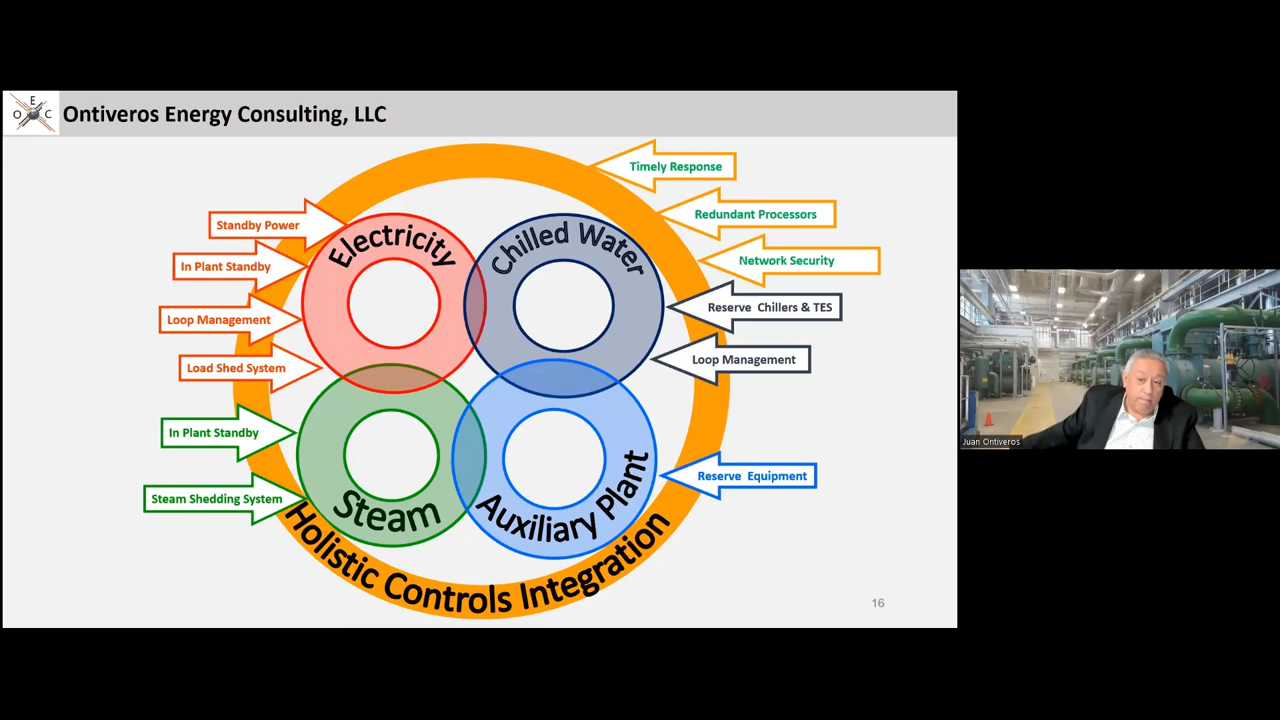 E
O C
Ontiveros Energy Consulting, LLC
Timely Response
Redundant Processors
Standby Power
Electricity
Chilled Water
Network Security
In Plant Standby
Reserve Chillers & TES
Loop Management
Loop Management
Load Shed System
In Plant Standby
Juan Ontiveros
Reserve Equipment
Steam Shedding System
Steam
Auxiliary Plant
Holistic Controls Integration
16